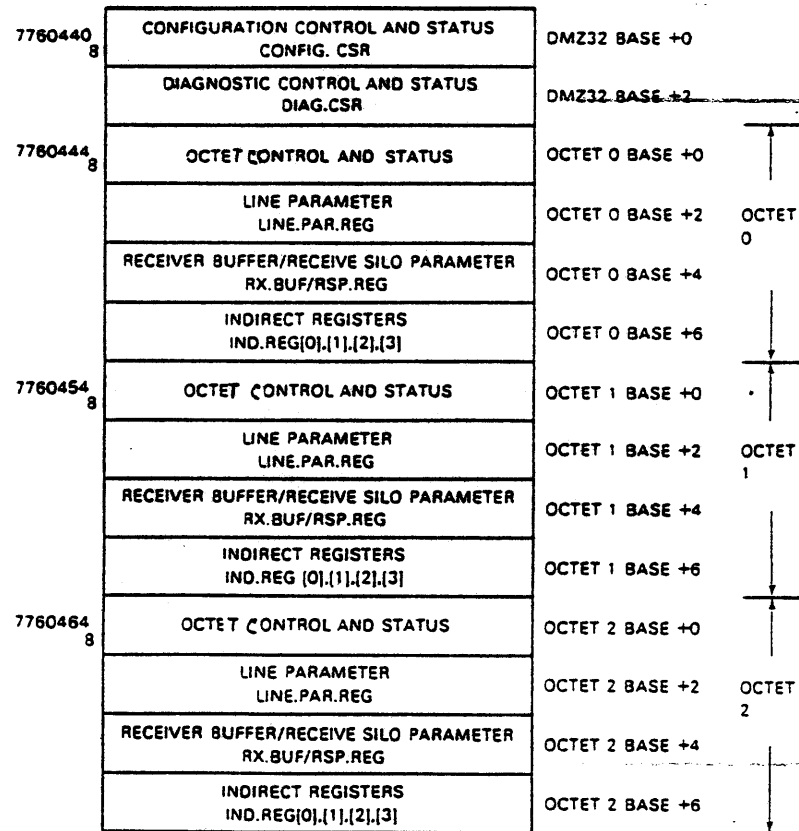 7760440 8 CONFIGURATION CONTROL AND STATUS DMZ32 BASE +0
CONFIG. CSR
DIAGNOSTIC CONTROL AND STATUS DMZ32 BASE +2
DIAG.CSR
7760444 8 OCTET CONTROL AND STATUS OCTET 0 BASE +0
LINE PARAMETER OCTET 0 BASE +2 OCTET
LINE.PAR.REG 0
RECEIVER BUFFER/RECEIVE SILO PARAMETER OCTET 0 BASE +4
RX.BUF/RSP.REG
INDIRECT REGISTERS OCTET 0 BASE +6
IND.REG[0].[1].[2].[3]
7760454 8 OCTET CONTROL AND STATUS OCTET 1 BASE +0
LINE PARAMETER OCTET 1 BASE +2 OCTET
LINE.PAR.REG 1
RECEIVER BUFFER/RECEIVE SILO PARAMETER OCTET 1 BASE +4
RX.BUF/RSP.REG
INDIRECT REGISTERS OCTET 1 BASE +6
IND.REG [0].[1].[2].[3]
7760464 8 OCTET CONTROL AND STATUS OCTET 2 BASE +0
LINE PARAMETER OCTET 2 BASE +2 OCTET
LINE.PAR.REG 2
RECEIVER BUFFER/RECEIVE SILO PARAMETER OCTET 2 BASE +4
RX.BUF/RSP.REG
INDIRECT REGISTERS OCTET 2 BASE +6
IND.REG[0].[1].[2].[3]